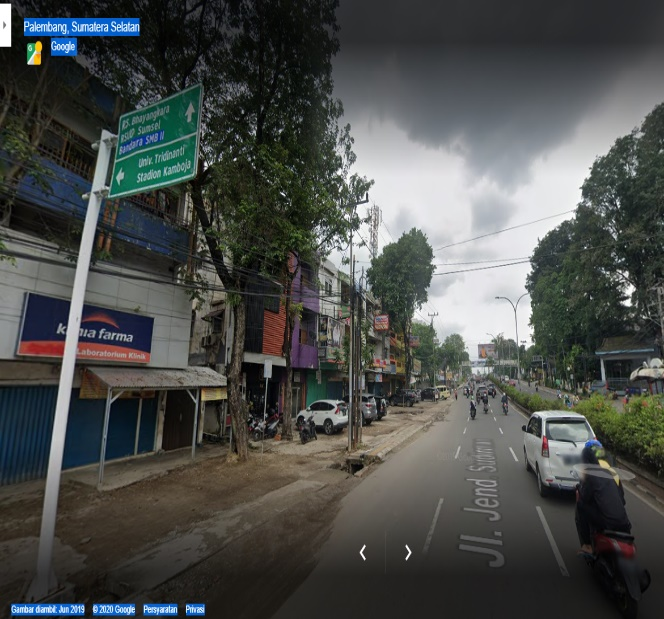 Palembang, Sumatera Selatan
Google
RS. Bhayangkara
RSUD Sumsel
Bandara SMB II
Univ. Tridinanti
Stadion Kamboja
kimia farma
Laboratorium Klinik
Jl. Jend Sudirman
Gambar diambil: Jun 2019 © 2020 Google Persyaratan Privasi